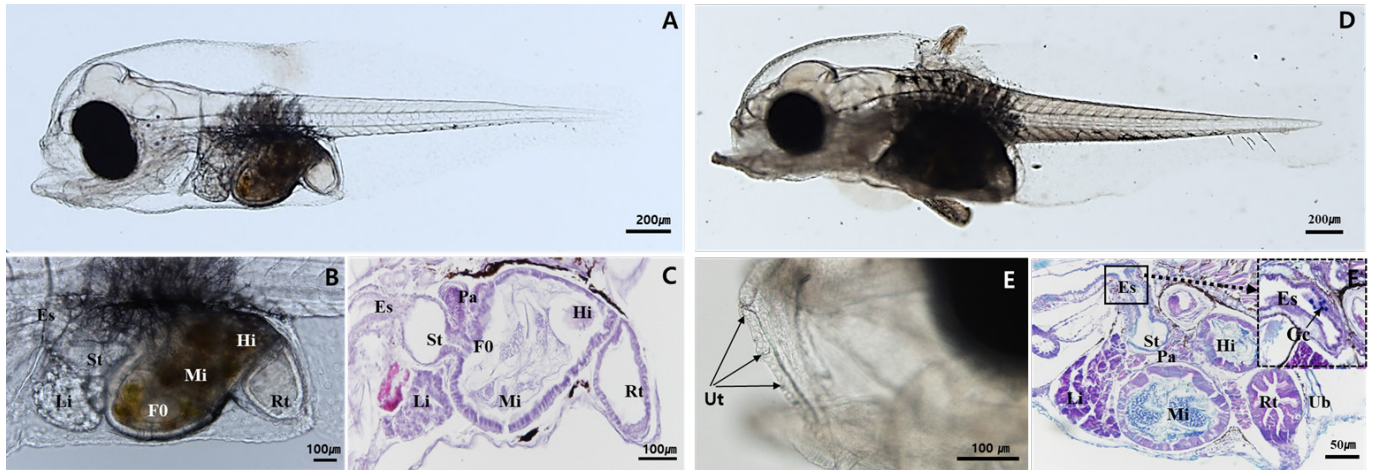 A
200㎛
B
Es
St
Hi
Mi
Li
F0
Rt
100㎛
C
Es
Pa
Hi
St
F0
Rt
Li
Mi
100㎛
D
200㎛
E
Ut
100 ㎛
Es
Es
Gc
St
Pa
Hi
Li
Mi
Rt
Ub
50㎛